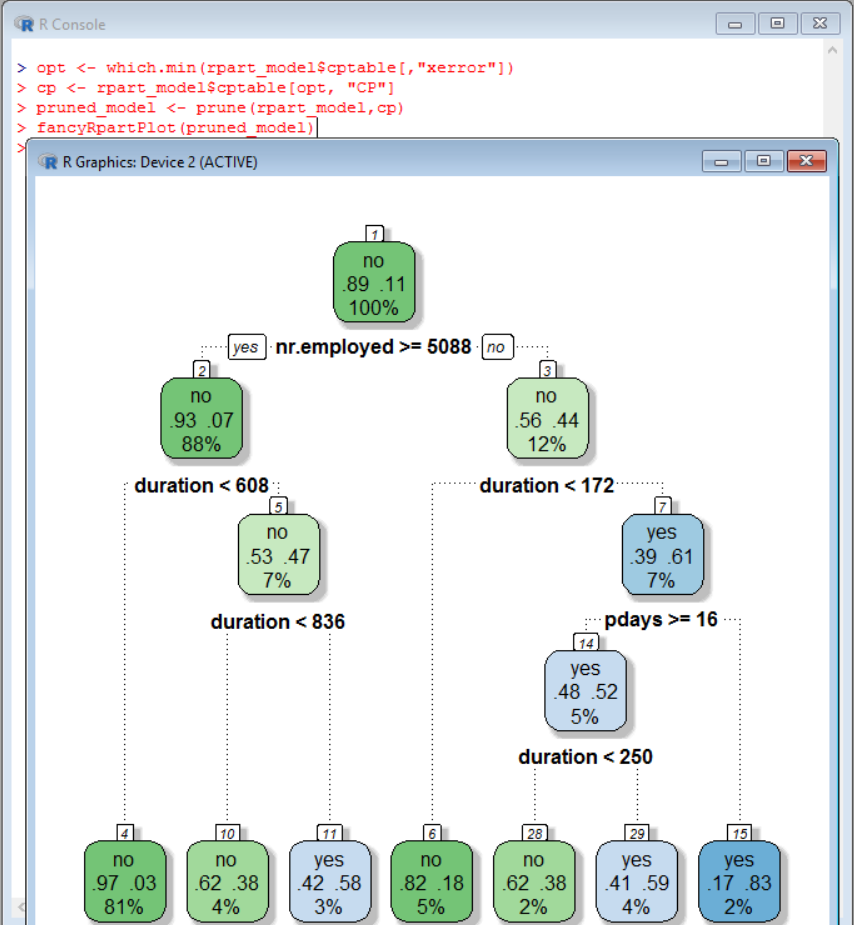 R Console
> opt <- which.min(rpart_model$cptable[,"xerror"])
> cp <- rpart_model$cptable[opt, "CP"]
> pruned_model <- prune(rpart_model,cp)
> fancyRpartPlot(pruned_model)
>
R Graphics: Device 2 (ACTIVE)
1
no
.89 .11
100%
yes nr.employed >= 5088 no
2
no
.93 .07
88%
3
no
.56 .44
12%
duration < 608
duration < 172
5
no
.53 .47
7%
7
yes
.39 .61
7%
duration < 836
pdays >= 16
14
yes
.48 .52
5%
duration < 250
4
no
.97 .03
81%
10
no
.62 .38
4%
11
yes
.42 .58
3%
6
no
.82 .18
5%
28
no
.62 .38
2%
29
yes
.41 .59
4%
15
yes
.17 .83
2%